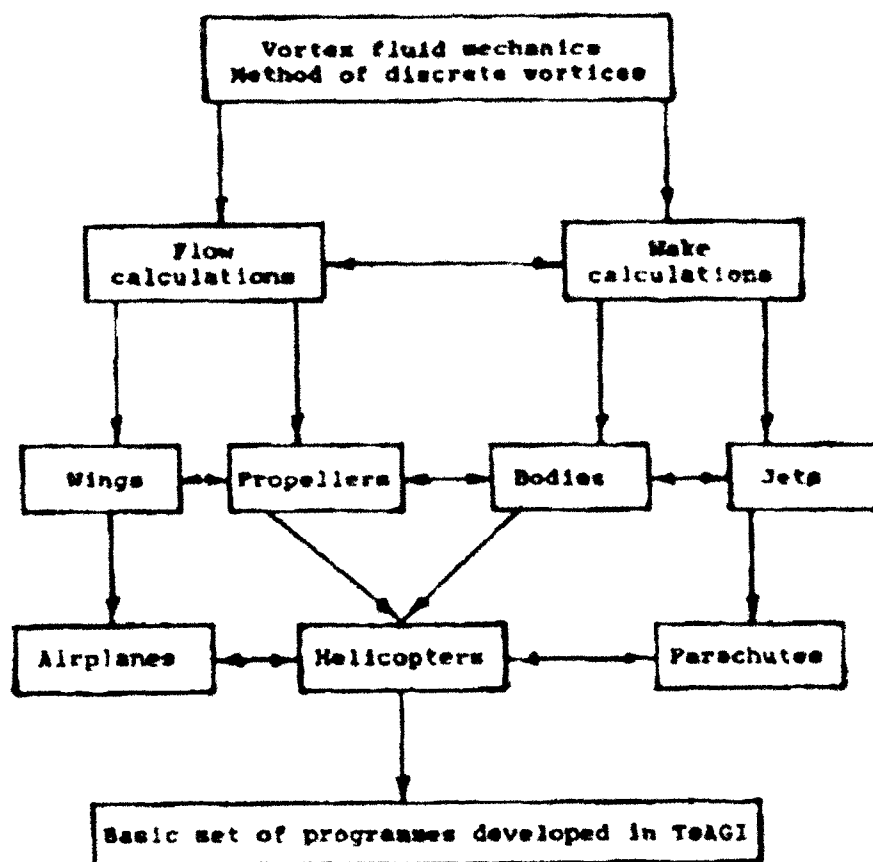 Vortex fluid mechanics
Method of discrete vortices
Flow
calculations
Wake
calculations
Wings
Propellers
Bodies
Jets
Airplanes
Helicopters
Parachutes
Basic set of programmes developed in TsAGI